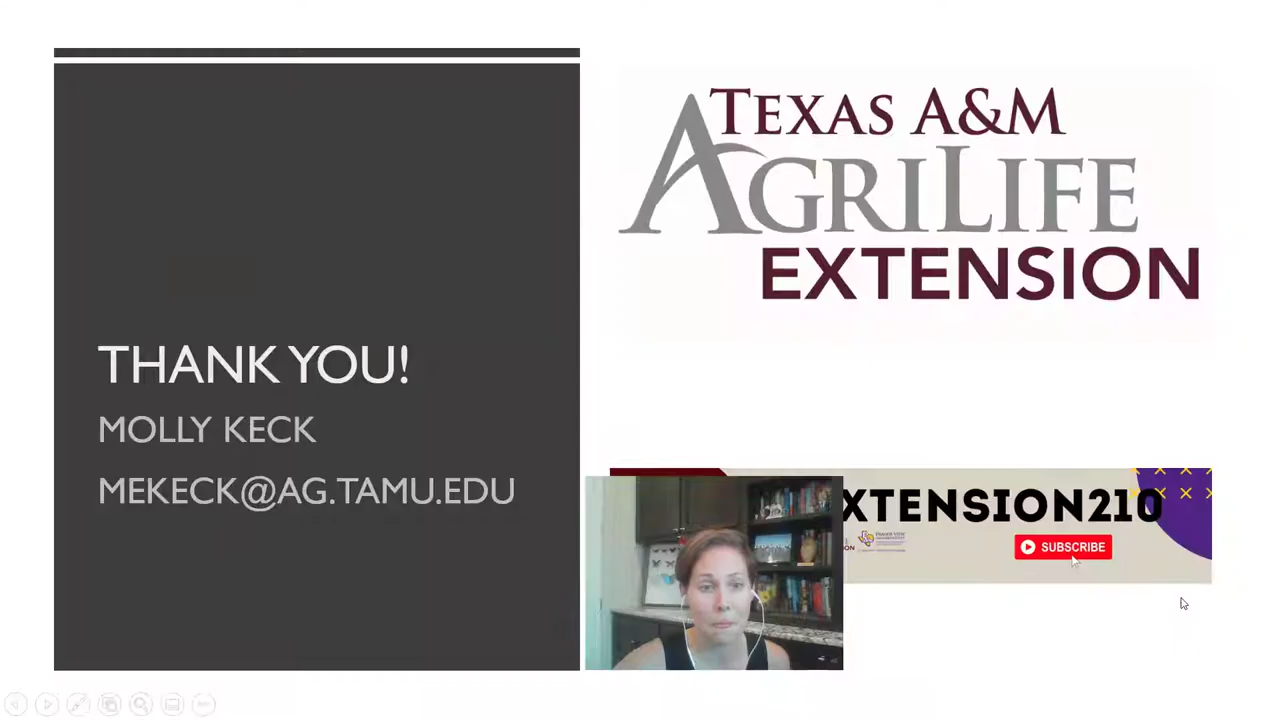 THANK YOU!
MOLLY KECK
MEKECK@AG.TAMU.EDU
TEXAS A&M
AGRILIFE
EXTENSION
XTENSION210
SUBSCRIBE